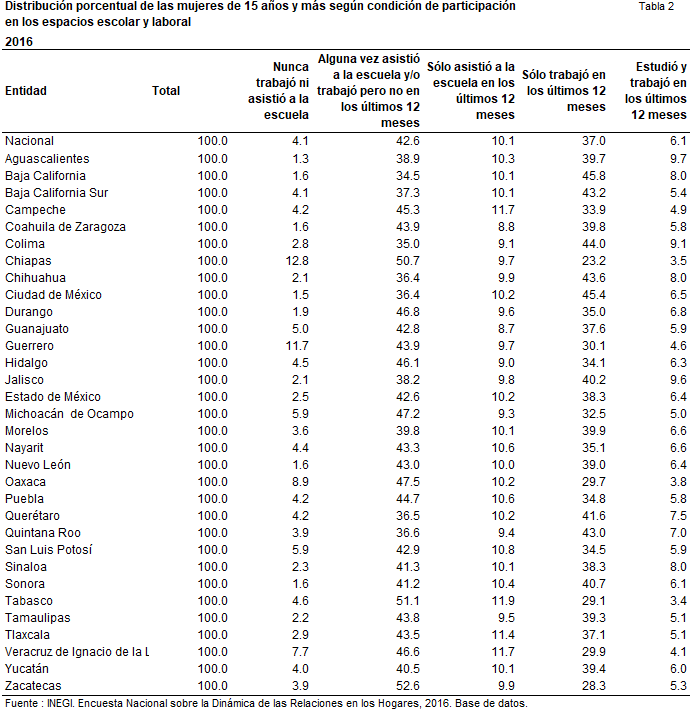 Distribución porcentual de las mujeres de 15 años y más según condición de participación
en los espacios escolar y laboral
Tabla 2
2016
Entidad Total Nunca trabajó ni asistió a la escuela Alguna vez asistió a la escuela y/o trabajó pero no en los últimos 12 meses Sólo asistió a la escuela en los últimos 12 meses Sólo trabajó en los últimos 12 meses Estudió y trabajó en los últimos 12 meses
Nacional 100.0 4.1 42.6 10.1 37.0 6.1
Aguascalientes 100.0 1.3 38.9 10.3 39.7 9.7
Baja California 100.0 1.6 34.5 10.1 45.8 8.0
Baja California Sur 100.0 4.1 37.3 10.1 43.2 5.4
Campeche 100.0 4.2 45.3 11.7 33.9 4.9
Coahuila de Zaragoza 100.0 1.6 43.9 8.8 39.8 5.8
Colima 100.0 2.8 35.0 9.1 44.0 9.1
Chiapas 100.0 12.8 50.7 9.7 23.2 3.5
Chihuahua 100.0 2.1 36.4 9.9 43.6 8.0
Ciudad de México 100.0 1.5 36.4 10.2 45.4 6.5
Durango 100.0 1.9 46.8 9.6 35.0 6.8
Guanajuato 100.0 5.0 42.8 8.7 37.6 5.9
Guerrero 100.0 11.7 43.9 9.7 30.1 4.6
Hidalgo 100.0 4.5 46.1 9.0 34.1 6.3
Jalisco 100.0 2.1 38.2 9.8 40.2 9.6
Estado de México 100.0 2.5 42.6 10.2 38.3 6.4
Michoacán de Ocampo 100.0 5.9 47.2 9.3 32.5 5.0
Morelos 100.0 3.6 39.8 10.1 39.9 6.6
Nayarit 100.0 4.4 43.3 10.6 35.1 6.6
Nuevo León 100.0 1.6 43.0 10.0 39.0 6.4
Oaxaca 100.0 8.9 47.5 10.2 29.7 3.8
Puebla 100.0 4.2 44.7 10.6 34.8 5.8
Querétaro 100.0 4.2 36.5 10.2 41.6 7.5
Quintana Roo 100.0 3.9 36.6 9.4 43.0 7.0
San Luis Potosí 100.0 5.9 42.9 10.8 34.5 5.9
Sinaloa 100.0 2.3 41.3 10.1 38.3 8.0
Sonora 100.0 1.6 41.2 10.4 40.7 6.1
Tabasco 100.0 4.6 51.1 11.9 29.1 3.4
Tamaulipas 100.0 2.2 43.8 9.5 39.3 5.1
Tlaxcala 100.0 2.9 43.5 11.4 37.1 5.1
Veracruz de Ignacio de la L 100.0 7.7 46.6 11.7 29.9 4.1
Yucatán 100.0 4.0 40.5 10.1 39.4 6.0
Zacatecas 100.0 3.9 52.6 9.9 28.3 5.3
Fuente : INEGI. Encuesta Nacional sobre la Dinámica de las Relaciones en los Hogares, 2016. Base de datos.